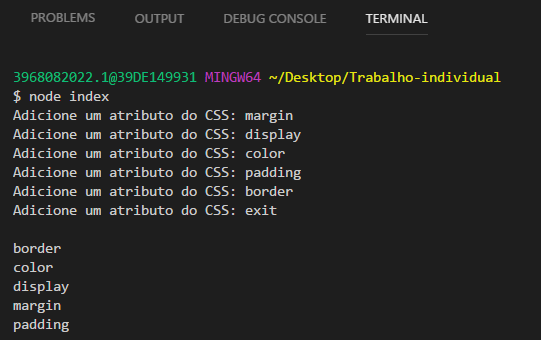 PROBLEMS OUTPUT DEBUG CONSOLE TERMINAL
3968082022.1@39DE149931 MINGW64 ~/Desktop/Trabalho-individual
$ node index
Adicione um atributo do CSS: margin
Adicione um atributo do CSS: display
Adicione um atributo do CSS: color
Adicione um atributo do CSS: padding
Adicione um atributo do CSS: border
Adicione um atributo do CSS: exit
border
color
display
margin
padding